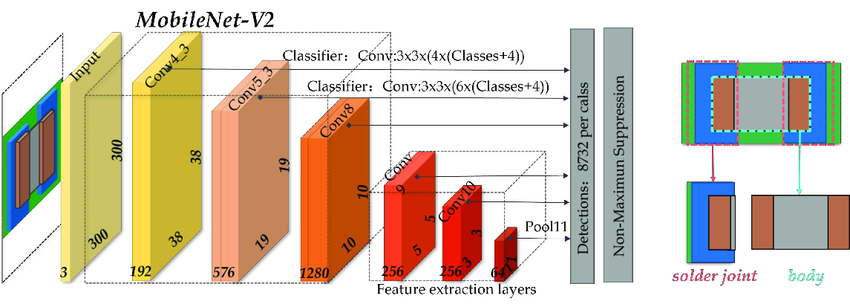 MobileNet-V2
Input
300
300
3
Conv4_3
38
38
192
Classifier: Conv:3x3x(4x(Classes+4)
Conv5_3
19
19
576
Classifier: Conv:3x3x(6x(Classes+4))
Conv8
10
10
1280
Conv
9
5
5
256
Conv10
3
3
256
Pool11
1
64
Feature extraction layers
Detections: 8732 per calss
Non-Maximun Suppression
solder joint
body